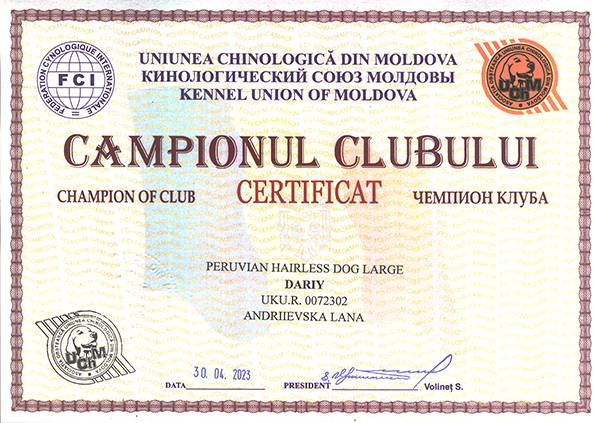 FEDERATION CYNOLOGIQUE INTERNATIONALE
FCI
UNIUNEA CHINOLOGICĂ DIN MOLDOVA
КИНОЛОГИЧЕСКИЙ СОЮЗ МОЛДОВЫ
KENNEL UNION OF MOLDOVA
CAMPIONUL CLUBULUI
CHAMPION OF CLUB
CERTIFICAT
ЧЕМПИОН КЛУБА
PERUVIAN HAIRLESS DOG LARGE
DARIY
UKU.R. 0072302
ANDRIIEVSKA LANA
30. 04. 2023
DATA
PRESIDENT
Volineț S.